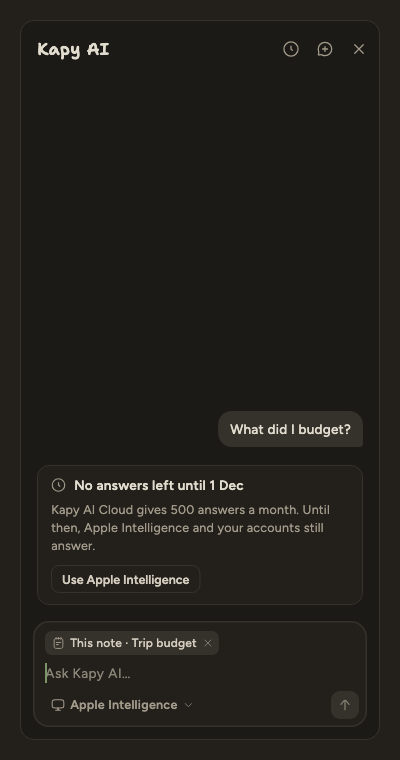 Kapy AI
What did I budget?
No answers left until 1 Dec
Kapy AI Cloud gives 500 answers a month. Until
then, Apple Intelligence and your accounts still
answer.
Use Apple Intelligence
This note · Trip budget
Ask Kapy AI...
Apple Intelligence